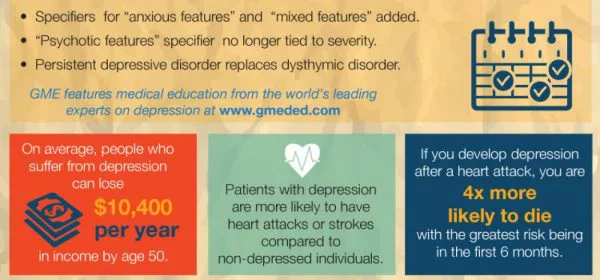 • Specifiers for “anxious features” and “mixed features” added.
• “Psychotic features” specifier no longer tied to severity.
• Persistent depressive disorder replaces dysthymic disorder.
GME features medical education from the world's leading
experts on depression at www.gmeded.com
On average, people who
suffer from depression
can lose
$10,400
per year
in income by age 50.
Patients with depression
are more likely to have
heart attacks or strokes
compared to
non-depressed individuals.
If you develop depression
after a heart attack, you are
4x more
likely to die
with the greatest risk being
in the first 6 months.